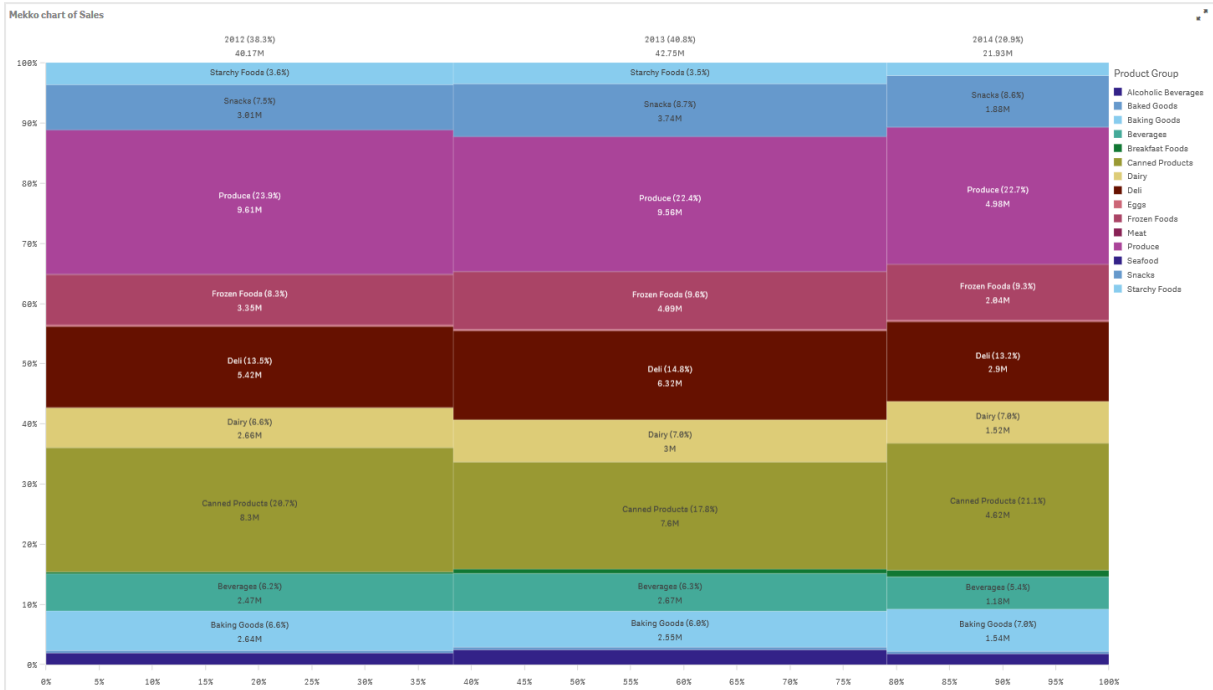 Mekko chart of Sales
2012 (38.3%)
40.17M
2013 (40.8%)
42.75M
2014 (20.9%)
21.93M
100%
90%
80%
70%
60%
50%
40%
30%
20%
10%
0%
Starchy Foods (3.6%)
Snacks (7.5%)
3.01M
Produce (23.9%)
9.61M
Frozen Foods (8.3%)
3.35M
Deli (13.5%)
5.42M
Dairy (6.6%)
2.66M
Canned Products (20.7%)
8.3M
Beverages (6.2%)
2.47M
Baking Goods (6.6%)
2.64M
Starchy Foods (3.5%)
Snacks (8.7%)
3.74M
Produce (22.4%)
9.56M
Frozen Foods (9.6%)
4.09M
Deli (14.8%)
6.32M
Dairy (7.0%)
3M
Canned Products (17.8%)
7.6M
Beverages (6.3%)
2.67M
Baking Goods (6.0%)
2.55M
Snacks (8.6%)
1.88M
Produce (22.7%)
4.98M
Frozen Foods (9.3%)
2.04M
Deli (13.2%)
2.9M
Dairy (7.0%)
1.52M
Canned Products (21.1%)
4.62M
Beverages (5.4%)
1.18M
Baking Goods (7.0%)
1.54M
0%
5%
10%
15%
20%
25%
30%
35%
40%
45%
50%
55%
60%
65%
70%
75%
80%
85%
90%
95%
100%
Product Group
Alcoholic Beverages
Baked Goods
Baking Goods
Beverages
Breakfast Foods
Canned Products
Dairy
Deli
Eggs
Frozen Foods
Meat
Produce
Seafood
Snacks
Starchy Foods